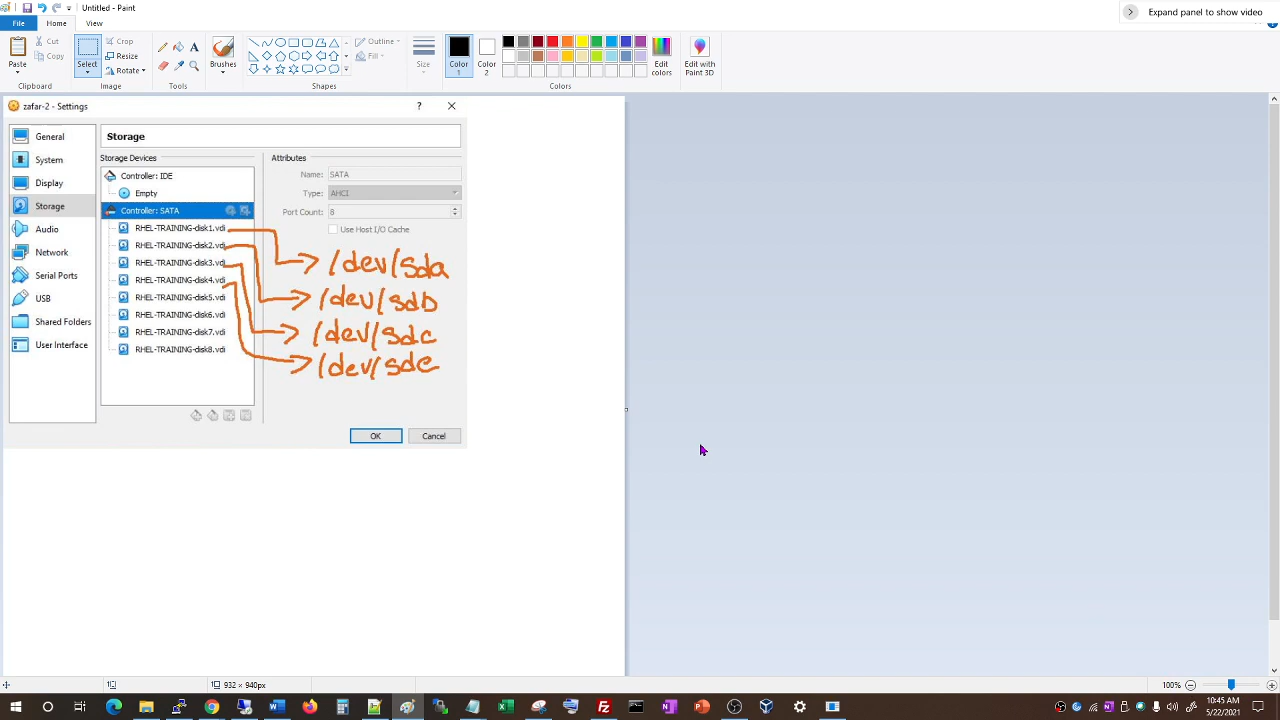 Untitled - Paint
Expand panel to show video
File
Home
View
Paste
Cut
Copy
Clipboard
Select
Crop
Resize
Rotate
Image
A
Tools
Brushes
Shapes
Outline
Fill
Size
Color
1
Color
2
Edit
colors
Colors
Edit with
Paint 3D
zafar-2 - Settings
?
General
System
Display
Storage
Audio
Network
Serial Ports
USB
Shared Folders
User Interface
Storage
Storage Devices
Controller: IDE
Empty
Controller: SATA
RHEL-TRAINING-disk1.vdi
RHEL-TRAINING-disk2.vdi
RHEL-TRAINING-disk3.vdi
RHEL-TRAINING-disk4.vdi
RHEL-TRAINING-disk5.vdi
RHEL-TRAINING-disk6.vdi
RHEL-TRAINING-disk7.vdi
RHEL-TRAINING-disk8.vdi
Attributes
Name: SATA
Type: AHCI
Port Count: 8
Use Host I/O Cache
/dev/sda
/dev/sdb
/dev/sdc
/dev/sde
OK
Cancel
932 × 940px
100%
10:45 AM
5/22/2021